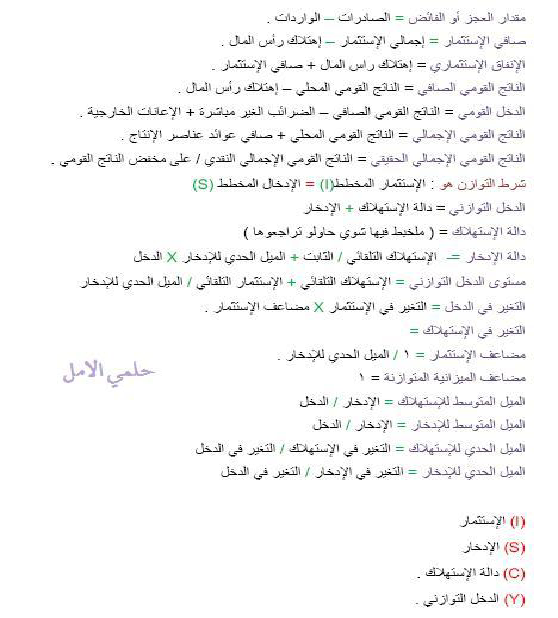 مقدار العجز أو الفائض = الصادرات – الواردات .
صافي الإستثمار = إجمالي الإستثمار – إهتلاك رأس المال .
الإنفاق الإستثماري = إهتلاك راس المال + صافي الإستثمار .
الناتج القومي الصافي = الناتج القومي المحلي – إهتلاك رأس المال .
الدخل القومي = الناتج القومي الصافي – الضرائب الغير مباشرة + الإعانات الخارجية .
الناتج القومي الإجمالي = الناتج القومي المحلي + صافي عوائد عناصر الإنتاج .
الناتج القومي الإجمالي الحقيقي = الناتج القومي الإجمالي النقدي / على مخفض الناتج القومي .
شرط التوازن هو : الإستثمار المخطط(I) = الإدخال المخطط (S)
الدخل التوازني = دالة الإستهلاك + الإدخار
دالة الإستهلاك = ( ملخبط فيها شوي حاولو تراجعوها )
دالة الإدخار =- الإستهلاك التلقائي / الثابت + الميل الحدي للإدخار X الدخل
مستوى الدخل التوازني = الإستهلاك التلقائي + الإستثمار التلقائي / الميل الحدي للإدخار
التغير في الدخل = التغير في الإستثمار X مضاعف الإستثمار .
التغير في الإستهلاك =
مضاعف الإستثمار = ١ / الميل الحدي للإدخار .
مضاعف الميزانية المتوازنة = ١
الميل المتوسط للإستهلاك = الإدخار / الدخل
الميل المتوسط للإدخار = الإدخار / الدخل
الميل الحدي للإستهلاك = التغير في الإستهلاك / التغير في الدخل
الميل الحدي للإدخار = التغير في الإدخار / التغير في الدخل
حلمي الامل
(I) الإستثمار
(S) الإدخار
(C) دالة الإستهلاك .
(Y) الدخل التوازني .